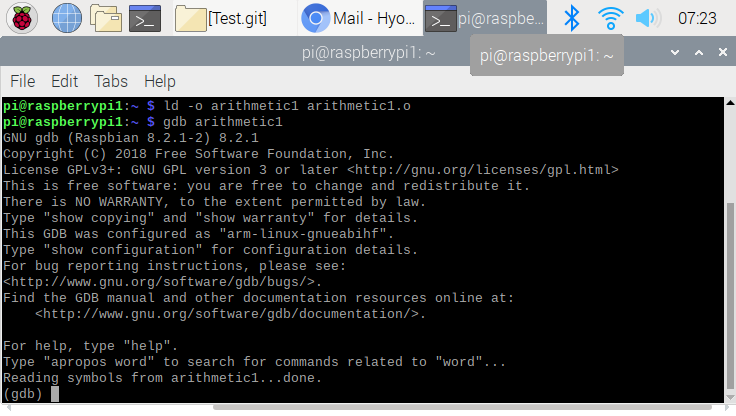 [Test.git]
Mail - Hyo...
pi@raspbe...
07:23
pi@raspberrypi1: ~
pi@raspberrypi1: ~
File Edit Tabs Help
pi@raspberrypi1:~ $ ld -o arithmetic1 arithmetic1.o
pi@raspberrypi1:~ $ gdb arithmetic1
GNU gdb (Raspbian 8.2.1-2) 8.2.1
Copyright (C) 2018 Free Software Foundation, Inc.
License GPLv3+: GNU GPL version 3 or later <http://gnu.org/licenses/gpl.html>
This is free software: you are free to change and redistribute it.
There is NO WARRANTY, to the extent permitted by law.
Type "show copying" and "show warranty" for details.
This GDB was configured as "arm-linux-gnueabihf".
Type "show configuration" for configuration details.
For bug reporting instructions, please see:
<http://www.gnu.org/software/gdb/bugs/>.
Find the GDB manual and other documentation resources online at:
    <http://www.gnu.org/software/gdb/documentation/>.

For help, type "help".
Type "apropos word" to search for commands related to "word"...
Reading symbols from arithmetic1...done.
(gdb)